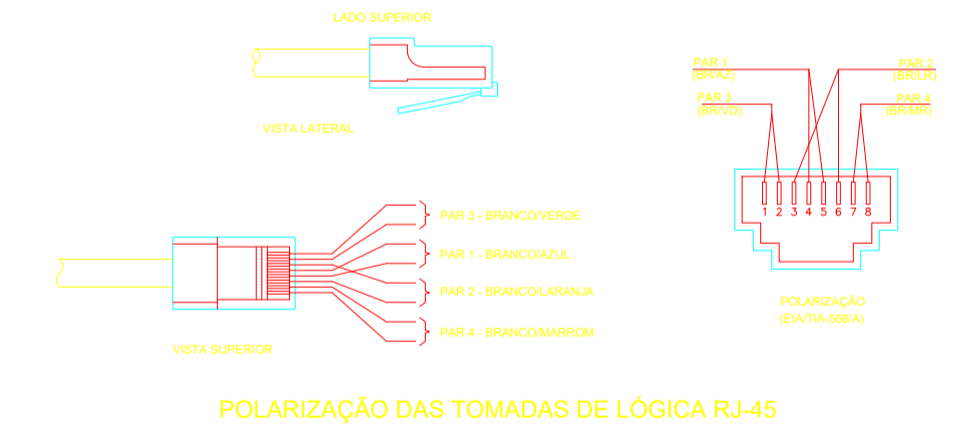 LADO SUPERIOR
VISTA LATERAL
PAR 1
(BR/AZ)
PAR 2
(BR/LR)
PAR 3
(BR/VD)
PAR 4
(BR/MR)
1 2 3 4 5 6 7 8
POLARIZAÇÃO
(EIA/TIA-568/A)
PAR 3 - BRANCO/VERDE
PAR 1 - BRANCO/AZUL
PAR 2 - BRANCO/LARANJA
PAR 4 - BRANCO/MARROM
VISTA SUPERIOR
POLARIZAÇÃO DAS TOMADAS DE LÓGICA RJ-45